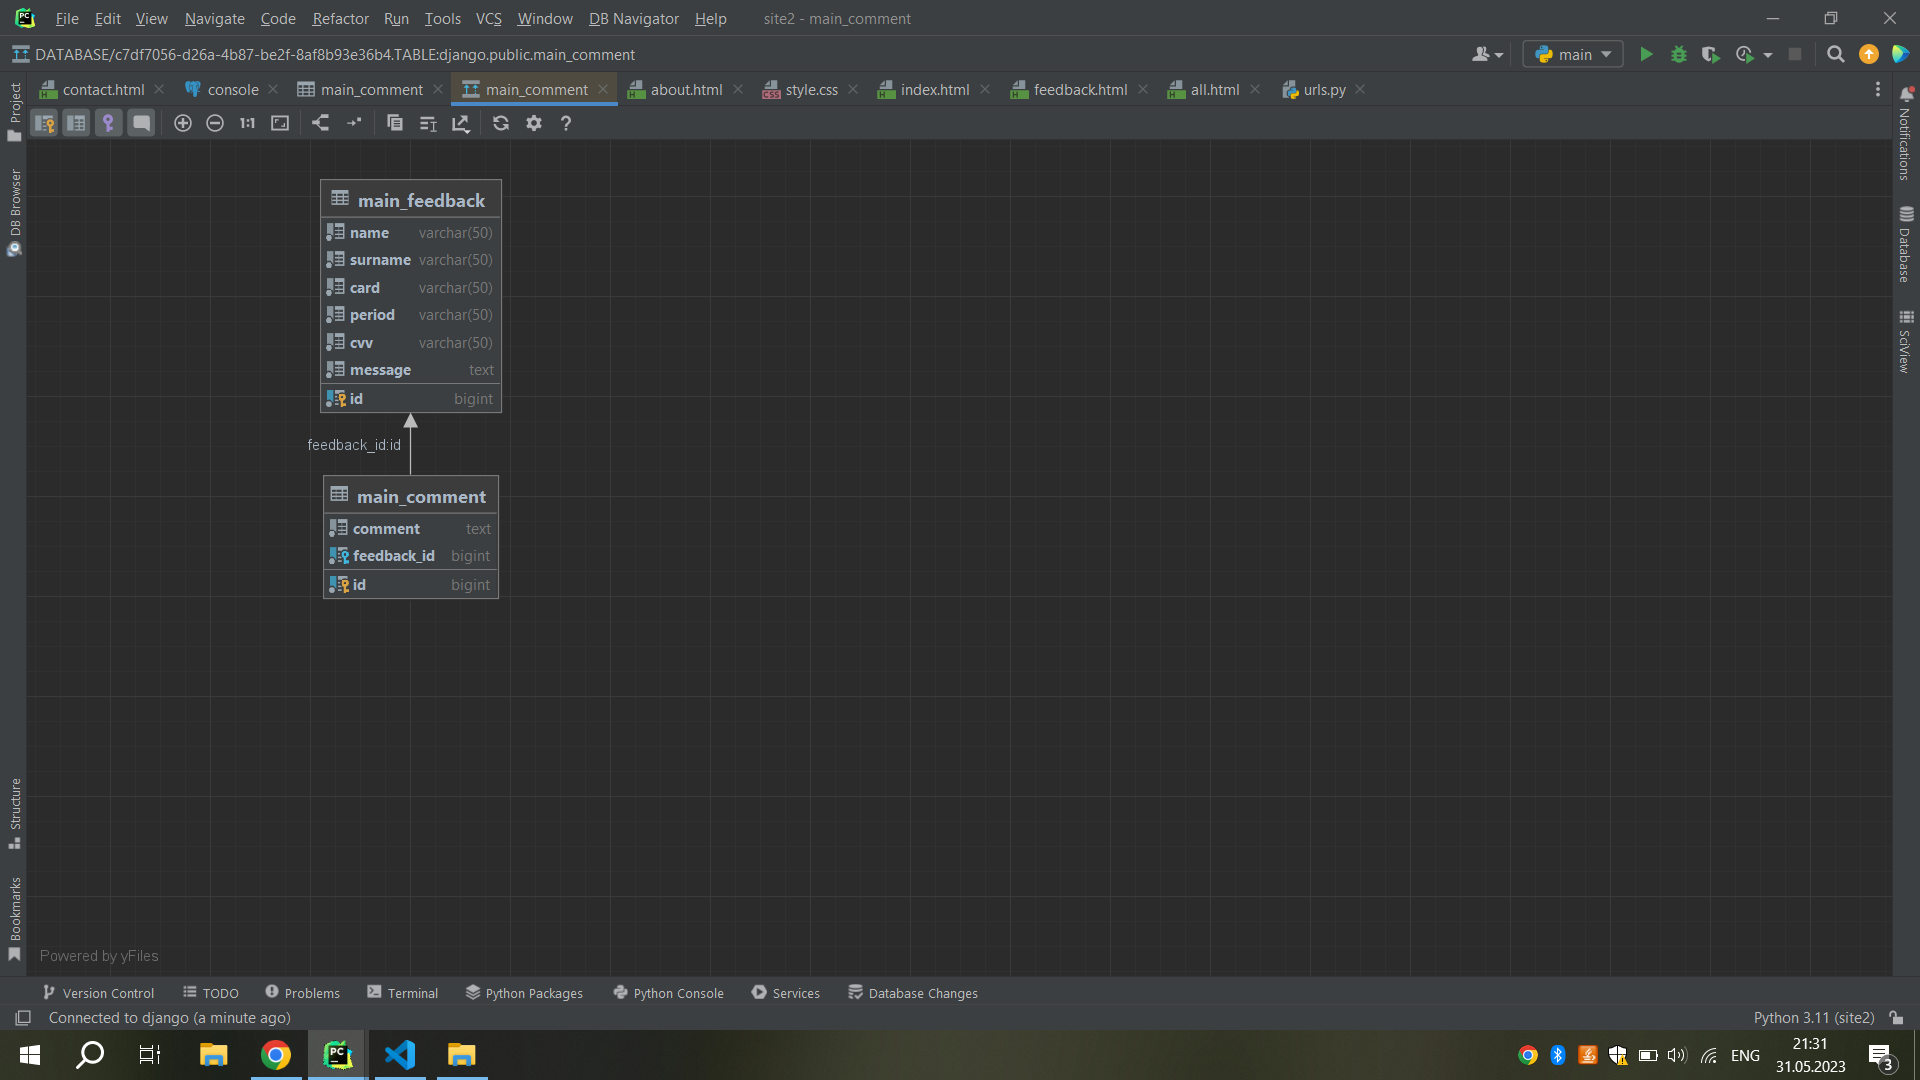 File Edit View Navigate Code Refactor Run Tools VCS Window DB Navigator Help site2 - main_comment
DATABASE/c7df7056-d26a-4b87-be2f-8af8b93e36b4.TABLE:django.public.main_comment main
contact.html console main_comment main_comment about.html style.css index.html feedback.html all.html urls.py
1:1 ?
Project
DB Browser
Structure
Bookmarks
main_feedback
name varchar(50)
surname varchar(50)
card varchar(50)
period varchar(50)
cvv varchar(50)
message text
id bigint
feedback_id:id
main_comment
comment text
feedback_id bigint
id bigint
Powered by yFiles
Notifications
Database
SciView
Version Control TODO Problems Terminal Python Packages Python Console Services Database Changes
Connected to django (a minute ago) Python 3.11 (site2)
ENG
21:31
31.05.2023
3